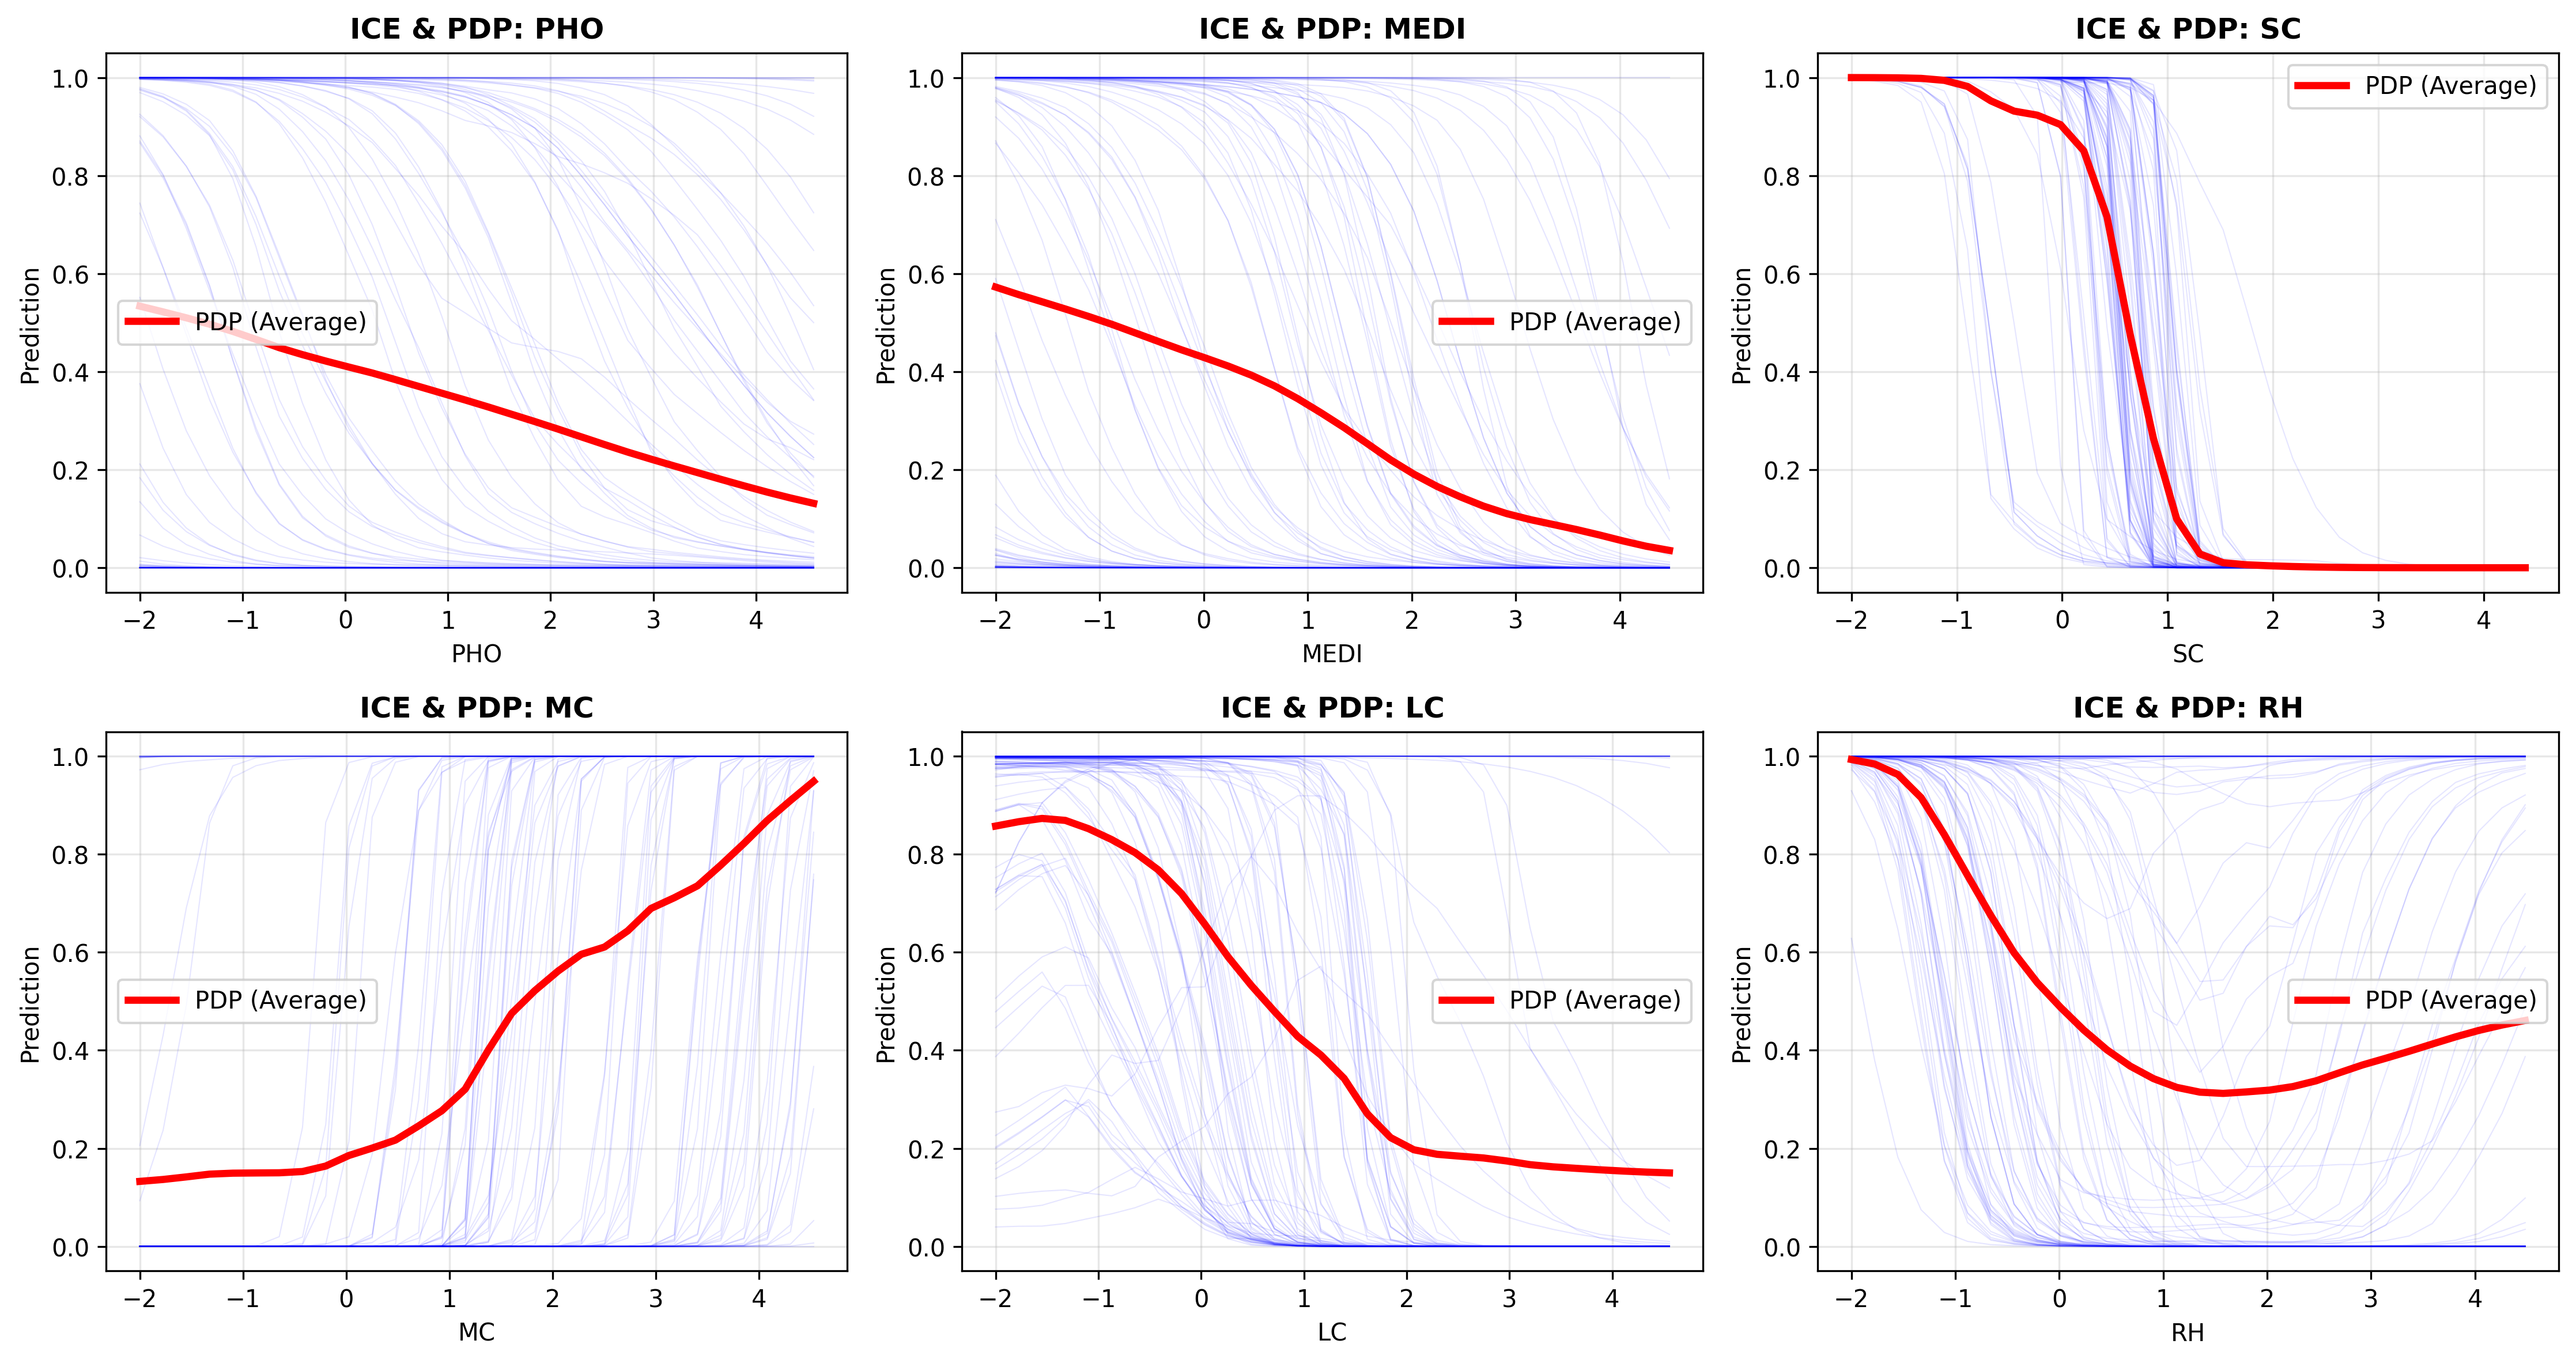 ICE & PDP: PHO
1.0
0.8
0.6
0.4
0.2
0.0
Prediction
PDP (Average)
−2 −1 0 1 2 3 4
PHO
ICE & PDP: MEDI
1.0
0.8
0.6
0.4
0.2
0.0
Prediction
PDP (Average)
−2 −1 0 1 2 3 4
MEDI
ICE & PDP: SC
1.0
0.8
0.6
0.4
0.2
0.0
Prediction
PDP (Average)
−2 −1 0 1 2 3 4
SC
ICE & PDP: MC
1.0
0.8
0.6
0.4
0.2
0.0
Prediction
PDP (Average)
−2 −1 0 1 2 3 4
MC
ICE & PDP: LC
1.0
0.8
0.6
0.4
0.2
0.0
Prediction
PDP (Average)
−2 −1 0 1 2 3 4
LC
ICE & PDP: RH
1.0
0.8
0.6
0.4
0.2
0.0
Prediction
PDP (Average)
−2 −1 0 1 2 3 4
RH